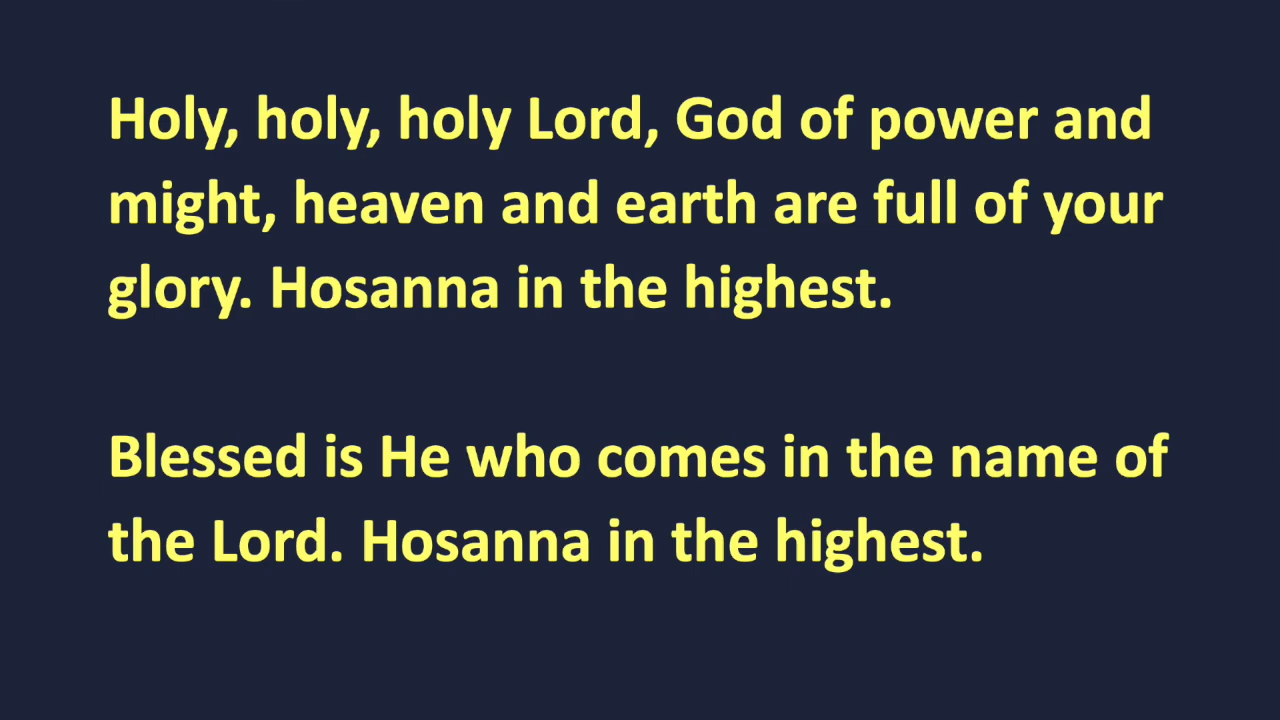 Holy, holy, holy Lord, God of power and
might, heaven and earth are full of your
glory. Hosanna in the highest.
Blessed is He who comes in the name of
the Lord. Hosanna in the highest.